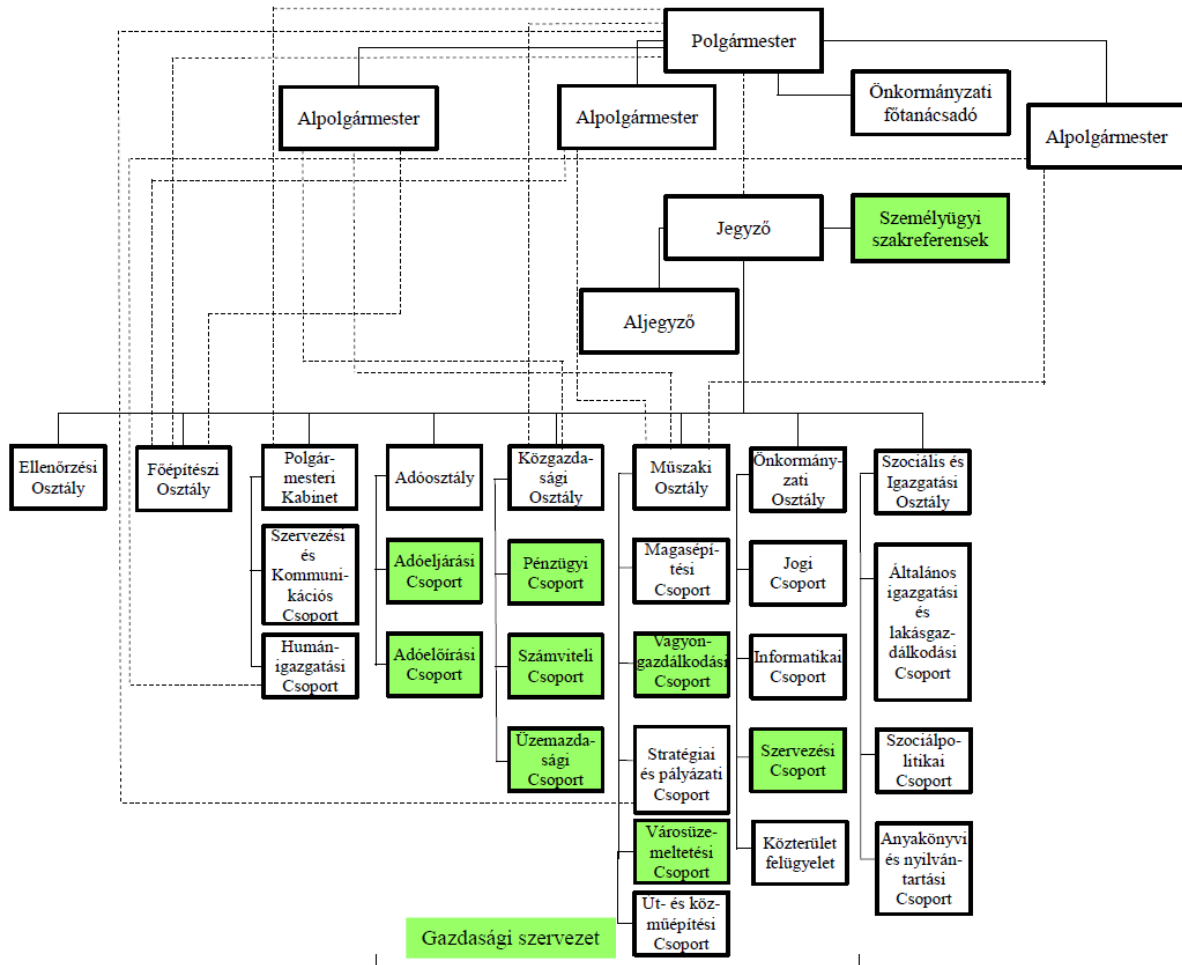 Polgármester
Alpolgármester
Alpolgármester
Önkormányzati
főtanácsadó
Alpolgármester
Jegyző
Személyügyi
szakreferensek
Aljegyző
Ellenőrzési
Osztály
Főépítészi
Osztály
Polgár-
mesteri
Kabinet
Adóosztály
Közgazda-
sági
Osztály
Műszaki
Osztály
Önkormány-
zati
Osztály
Szociális és
Igazgatási
Osztály
Szervezési
és
Kommuni-
kációs
Csoport
Humán-
igazgatási
Csoport
Adóeljárási
Csoport
Adóelőírási
Csoport
Pénzügyi
Csoport
Számviteli
Csoport
Üzemazda-
sági
Csoport
Magasépí-
tési
Csoport
Vagyon-
gazdálkodási
Csoport
Stratégiai
és pályázati
Csoport
Városüze-
meltetési
Csoport
Út- és köz-
műépítési
Csoport
Jogi
Csoport
Informatikai
Csoport
Szervezési
Csoport
Közterület
felügyelet
Általános
igazgatási
és
lakásgaz-
dálkodási
Csoport
Szociálpo-
litikai
Csoport
Anyakönyvi
és nyilván-
tartási
Csoport
Gazdasági szervezet